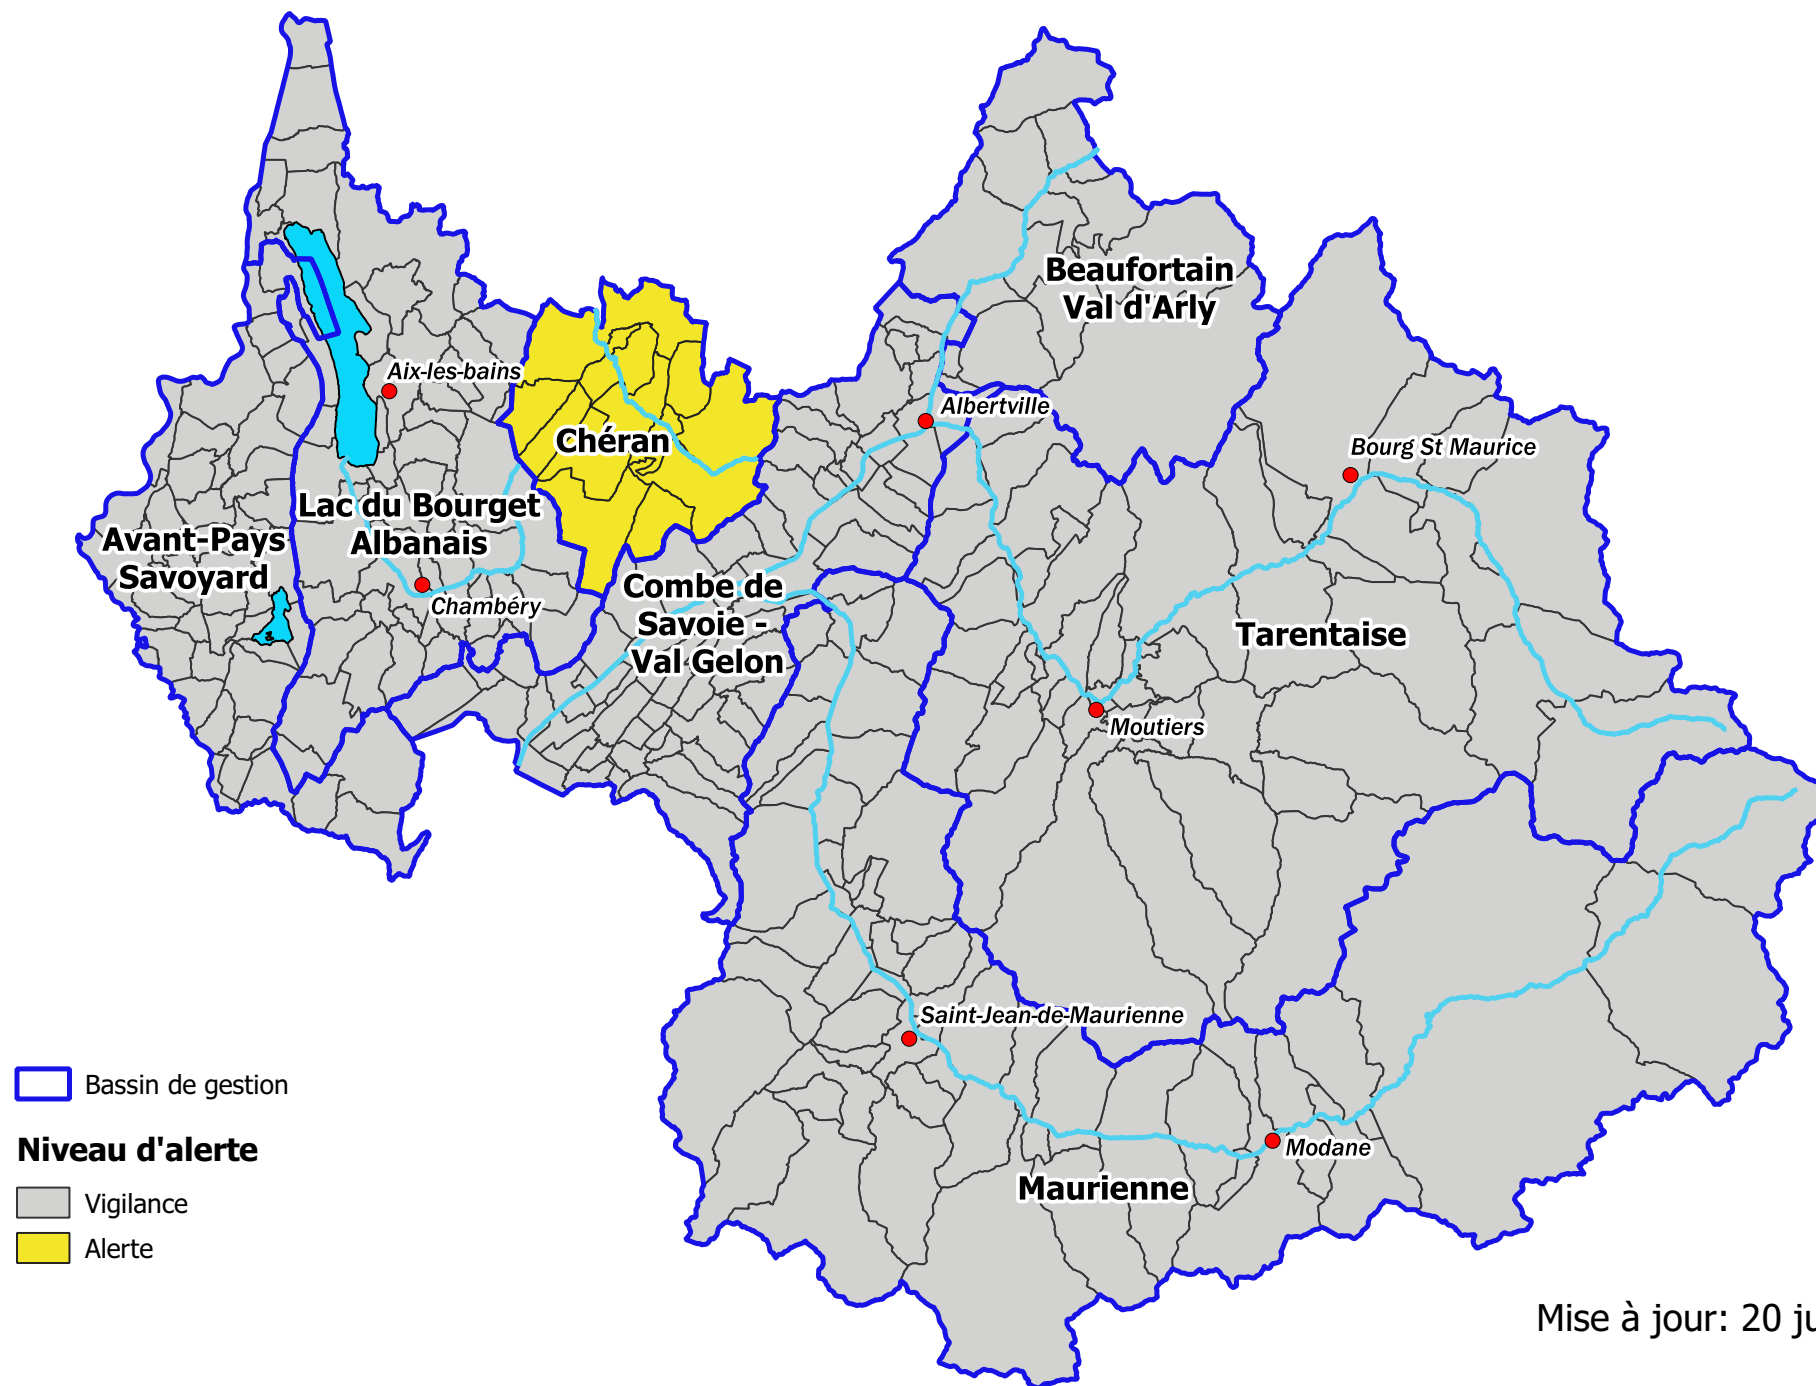 Beaufortain
Val d'Arly
Aix-les-bains
Albertville
Chéran
Bourg St Maurice
Lac du Bourget
Albanais
Avant-Pays
Savoyard
Combe de
Savoie -
Val Gelon
Chambéry
Tarentaise
Moutiers
Saint-Jean-de-Maurienne
Modane
Maurienne
Bassin de gestion
Niveau d'alerte
Vigilance
Alerte
Mise à jour: 20